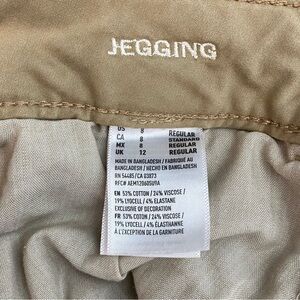 JEGGING
US 8 REGULAR
CA 8 STANDARD
MX 8 REGULAR
UK 12 REGULAR
MADE IN BANGLADESH / FABRIQUÉ AU
BANGLADESH / HECHO EN BANGLADESH
RN 54485/CA 03873
EN 53% COTTON / 24% VISCOSE /
19% LYOCELL / 4% ELASTANE
EXCLUSIVE OF DECORATION
FR 53% COTON / 24% VISCOSE /
19% LYOCELL / 4% ÉLASTHANNE
À L'EXCEPTION DE LA GARNITURE